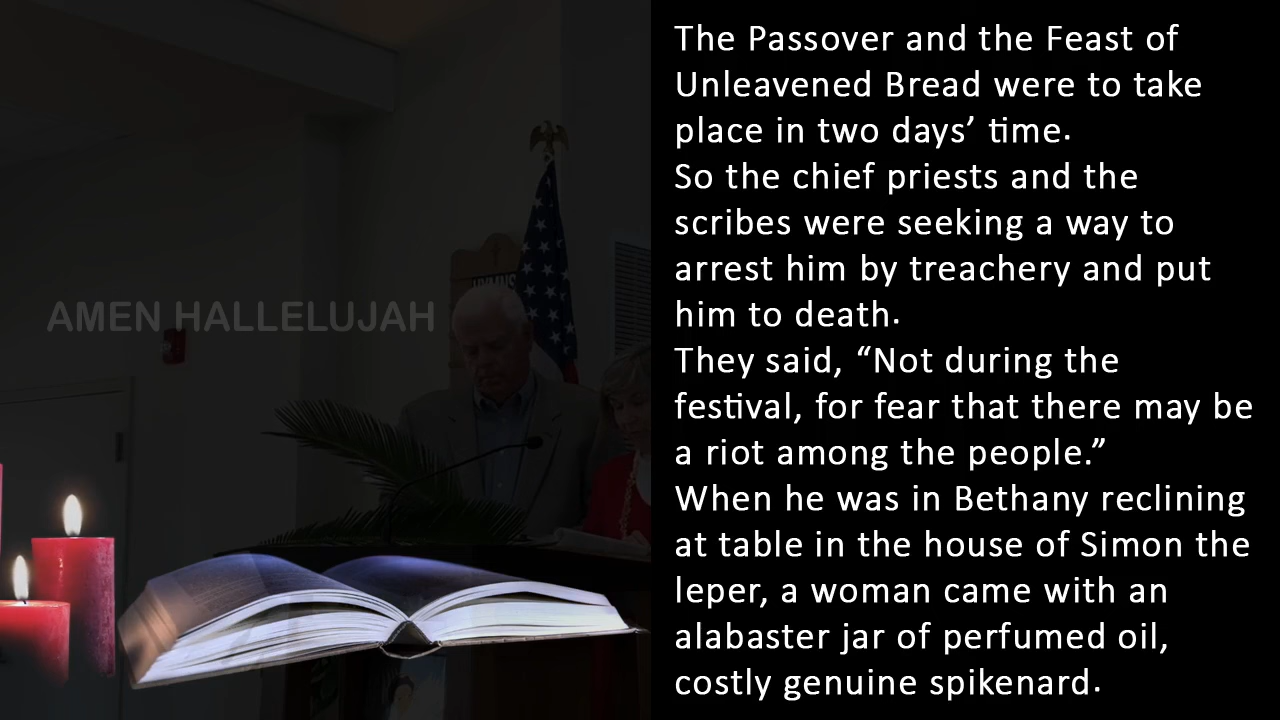 AMEN HALLELUJAH
HYMNS
The Passover and the Feast of
Unleavened Bread were to take
place in two days’ time.
So the chief priests and the
scribes were seeking a way to
arrest him by treachery and put
him to death.
They said, “Not during the
festival, for fear that there may be
a riot among the people.”
When he was in Bethany reclining
at table in the house of Simon the
leper, a woman came with an
alabaster jar of perfumed oil,
costly genuine spikenard.